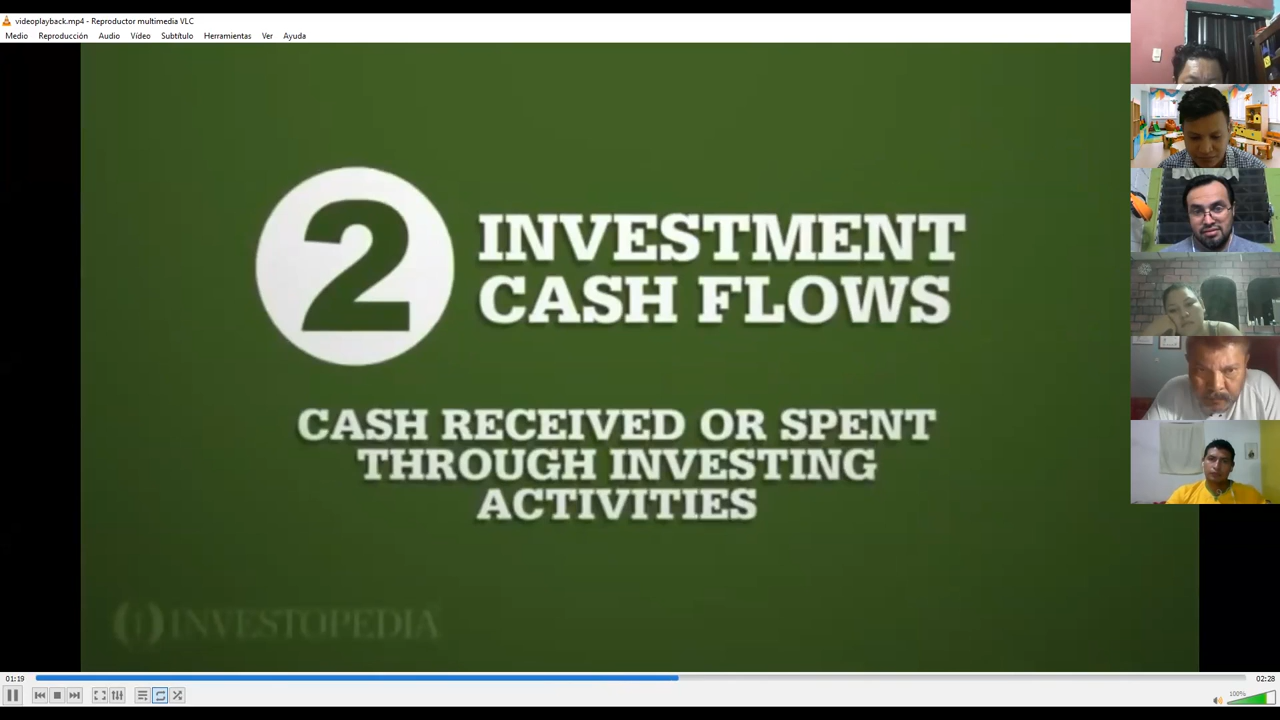 videoplayback.mp4 - Reproductor multimedia VLC
Medio Reproducción Audio Vídeo Subtítulo Herramientas Ver Ayuda
2
INVESTMENT
CASH FLOWS
CASH RECEIVED OR SPENT
THROUGH INVESTING
ACTIVITIES
INVESTOPEDIA
01:19
02:28
100%